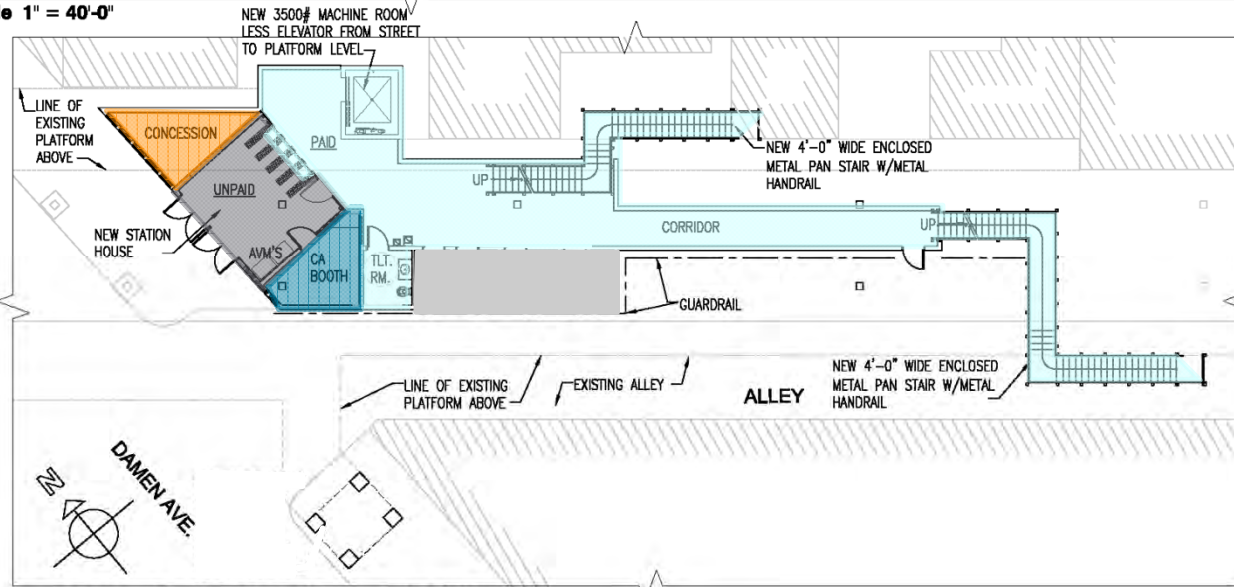 le 1" = 40'-0"
NEW 3500# MACHINE ROOM
LESS ELEVATOR FROM STREET
TO PLATFORM LEVEL
LINE OF
EXISTING
PLATFORM
ABOVE
CONCESSION
PAID
UNPAID
UP
NEW 4'-0" WIDE ENCLOSED
METAL PAN STAIR W/METAL
HANDRAIL
NEW STATION
HOUSE
AVM'S
CA
BOOTH
TLT.
RM.
CORRIDOR
UP
GUARDRAIL
LINE OF EXISTING
PLATFORM ABOVE
EXISTING ALLEY
ALLEY
NEW 4'-0" WIDE ENCLOSED
METAL PAN STAIR W/METAL
HANDRAIL
DAMEN AVE.
N